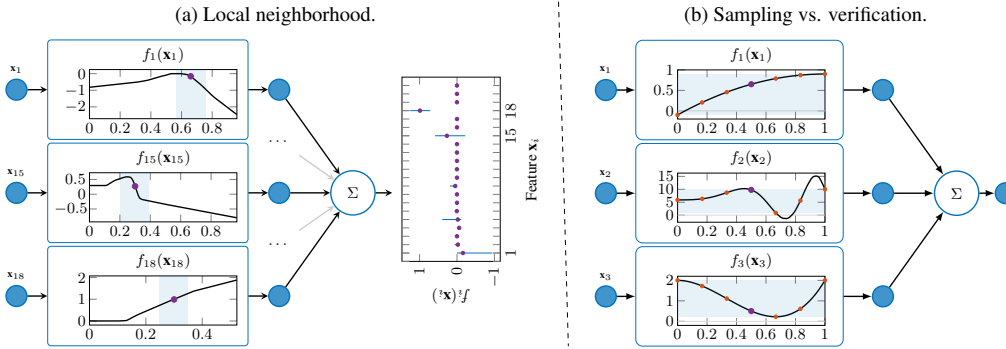 (a) Local neighborhood.
x₁
f₁(x₁)
0
−1
−2
0 0.2 0.4 0.6 0.8
x₁₅
f₁₅(x₁₅)
0.5
−0.5
0 0.2 0.4 0.6 0.8
x₁₈
f₁₈(x₁₈)
2
1
0
0 0.2 0.4
...
...
Σ
1 0 −1
fᵢ(xᵢ)
18
15
1
Feature xᵢ
(b) Sampling vs. verification.
x₁
f₁(x₁)
1
0.5
0
0 0.2 0.4 0.6 0.8 1
x₂
f₂(x₂)
15
10
5
0
0 0.2 0.4 0.6 0.8 1
x₃
f₃(x₃)
2
1
0
0 0.2 0.4 0.6 0.8 1
Σ